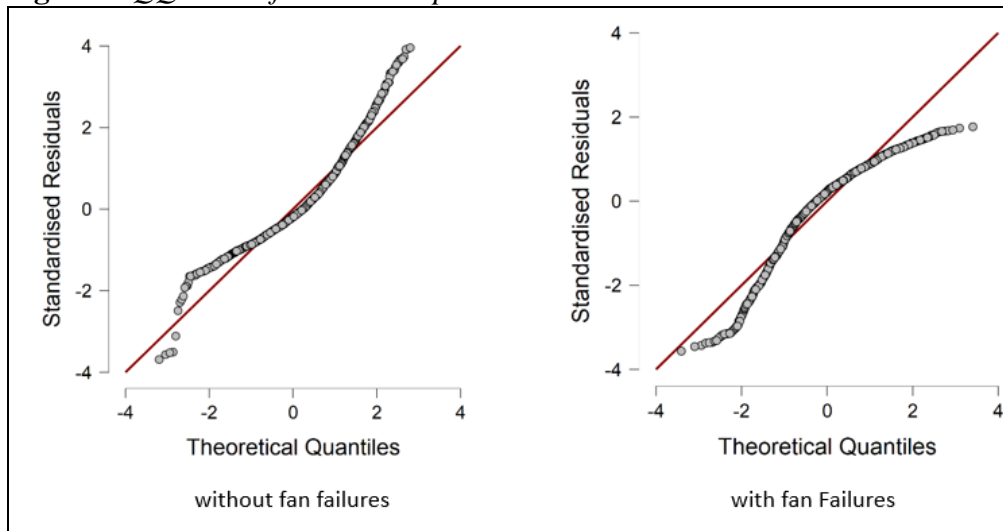 4
2
0
-2
-4
Standardised Residuals
-4 -2 0 2 4
Theoretical Quantiles
without fan failures
4
2
0
-2
-4
Standardised Residuals
-4 -2 0 2 4
Theoretical Quantiles
with fan Failures